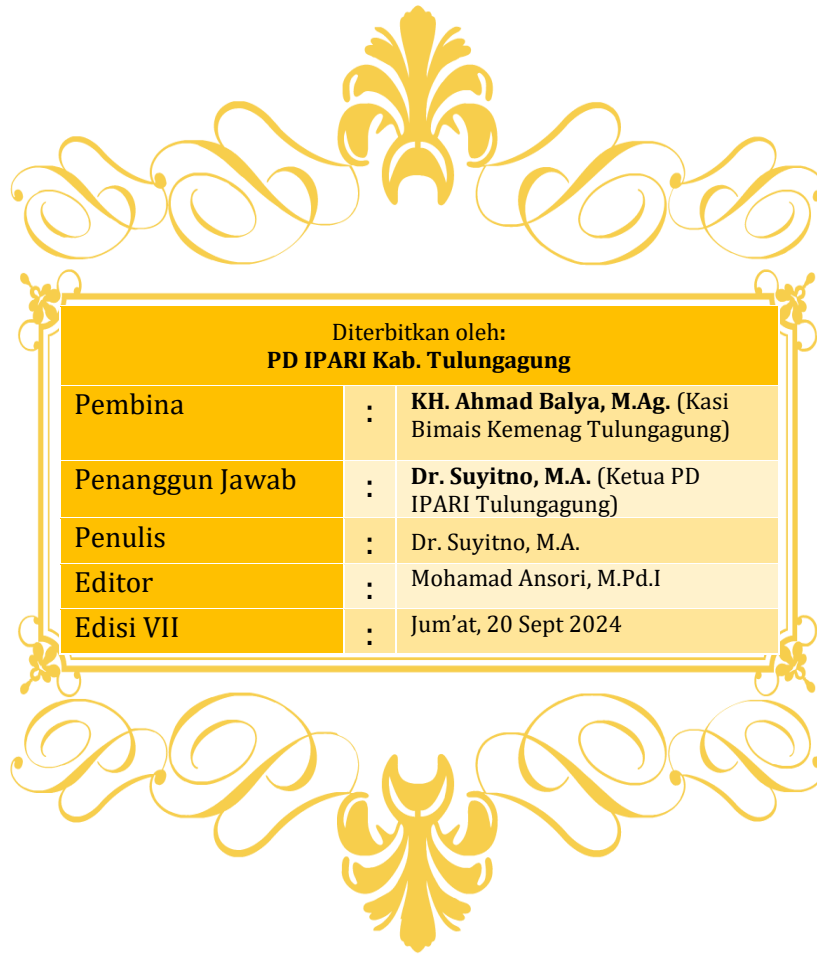 Diterbitkan oleh:
PD IPARI Kab. Tulungagung
Pembina : KH. Ahmad Balya, M.Ag. (Kasi
Bimais Kemenag Tulungagung)
Penanggun Jawab : Dr. Suyitno, M.A. (Ketua PD
IPARI Tulungagung)
Penulis : Dr. Suyitno, M.A.
Editor : Mohamad Ansori, M.Pd.I
Edisi VII : Jum’at, 20 Sept 2024